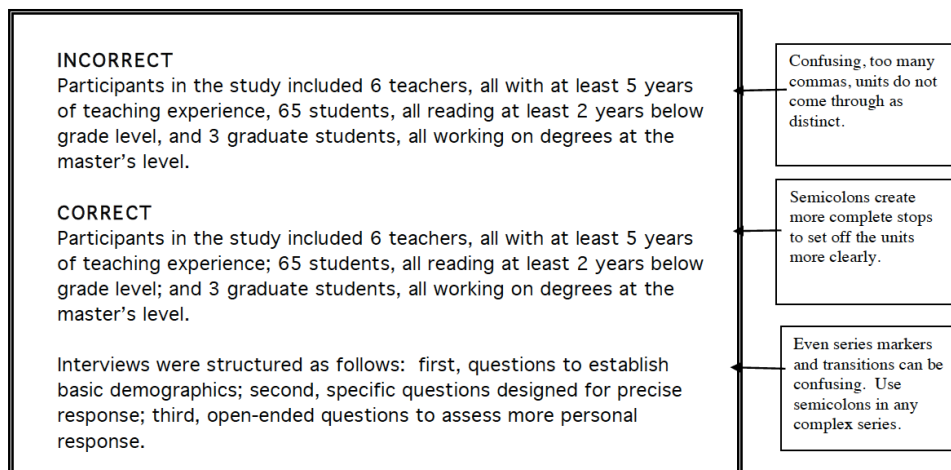 INCORRECT
Participants in the study included 6 teachers, all with at least 5 years
of teaching experience, 65 students, all reading at least 2 years below
grade level, and 3 graduate students, all working on degrees at the
master’s level.
Confusing, too many
commas, units do not
come through as
distinct.
CORRECT
Participants in the study included 6 teachers, all with at least 5 years
of teaching experience; 65 students, all reading at least 2 years below
grade level; and 3 graduate students, all working on degrees at the
master’s level.
Semicolons create
more complete stops
to set off the units
more clearly.
Interviews were structured as follows:  first, questions to establish
basic demographics; second, specific questions designed for precise
response; third, open-ended questions to assess more personal
response.
Even series markers
and transitions can be
confusing.  Use
semicolons in any
complex series.